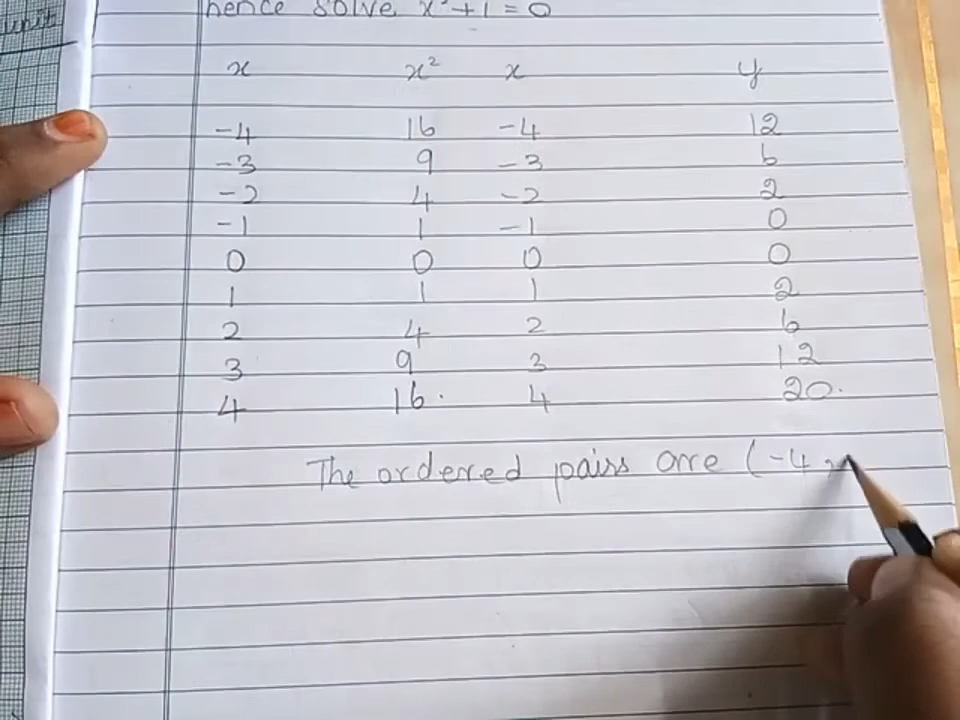 unit
hence solve x²+1=0
x x² x y
-4 16 -4 12
-3 9 -3 6
-2 4 -2 2
-1 1 -1 0
0 0 0 0
1 1 1 2
2 4 2 6
3 9 3 12
4 16. 4 20.
The ordered pairs are (-4,